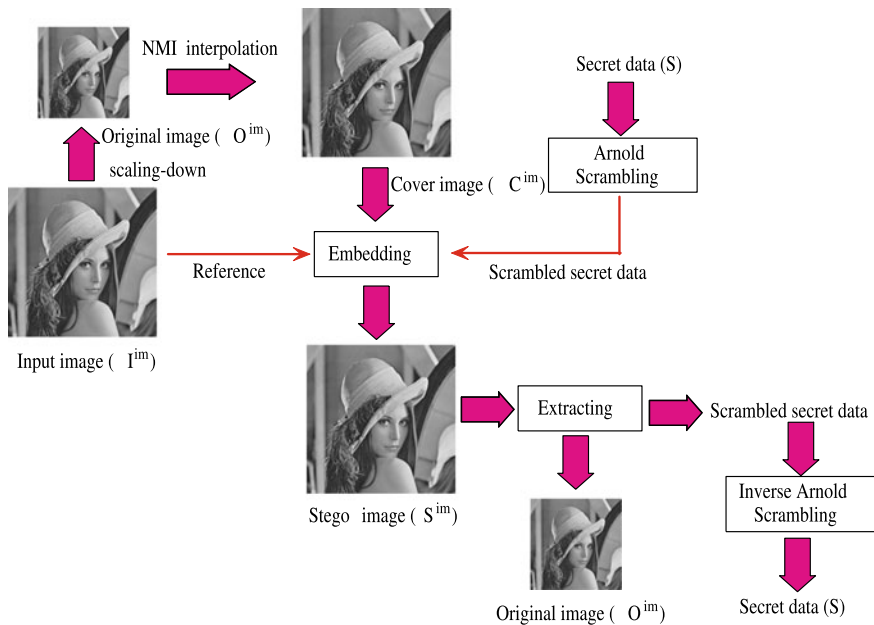 NMI interpolation
Secret data (S)
Original image ( O^im)
scaling-down
Arnold
Scrambling
Cover image ( C^im)
Embedding
Reference
Scrambled secret data
Input image ( I^im)
Extracting
Scrambled secret data
Stego image ( S^im)
Inverse Arnold
Scrambling
Original image ( O^im)
Secret data (S)